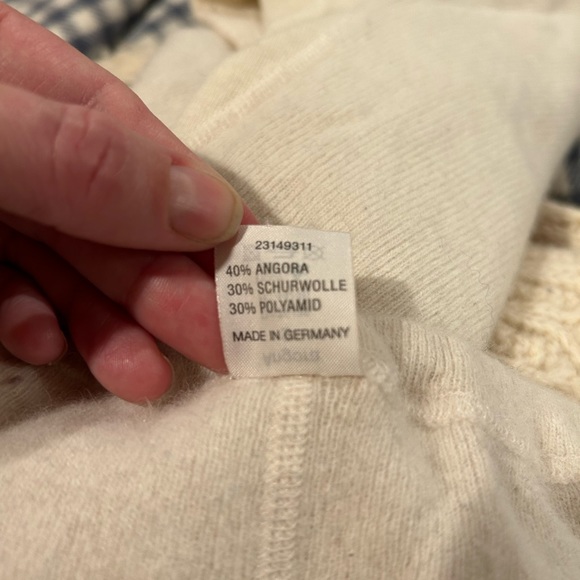 23149311
40% ANGORA
30% SCHURWOLLE
30% POLYAMID
MADE IN GERMANY